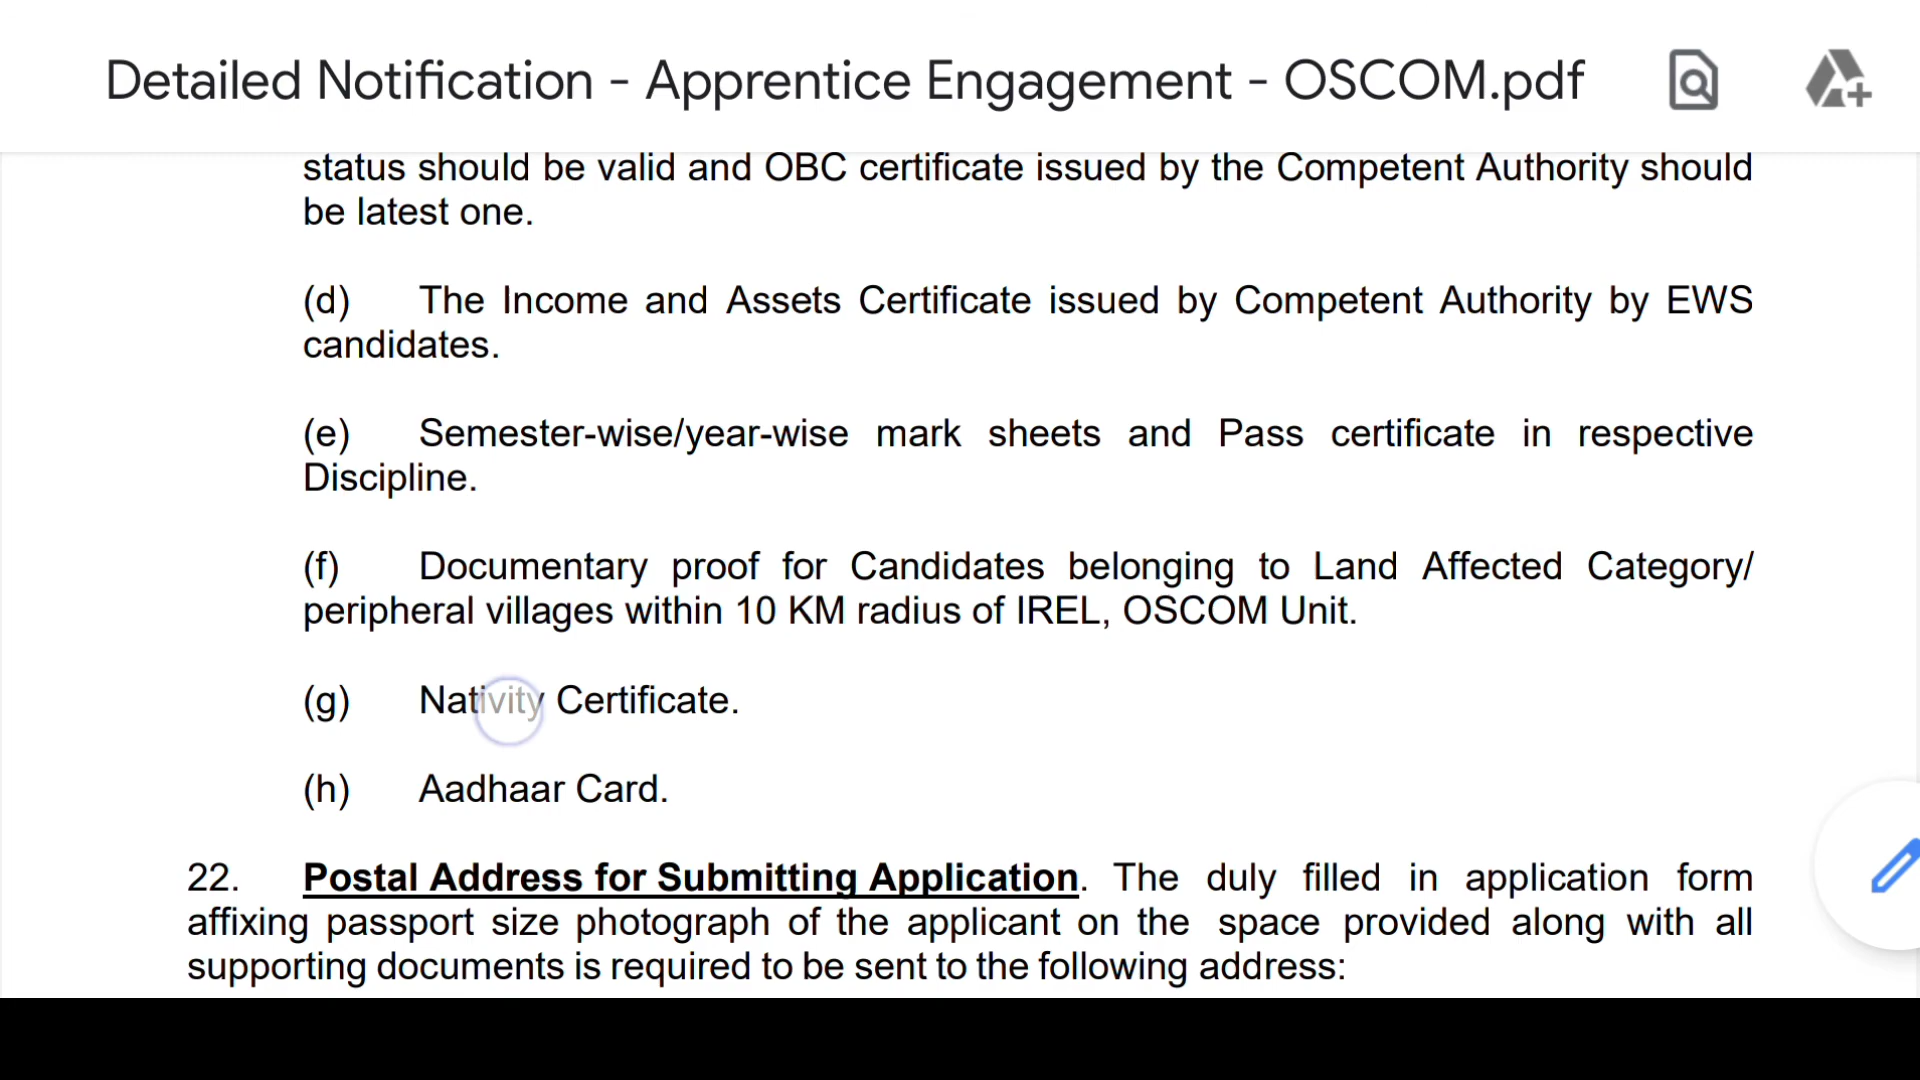 Detailed Notification - Apprentice Engagement - OSCOM.pdf
status should be valid and OBC certificate issued by the Competent Authority should
be latest one.
(d) The Income and Assets Certificate issued by Competent Authority by EWS
candidates.
(e) Semester-wise/year-wise mark sheets and Pass certificate in respective
Discipline.
(f) Documentary proof for Candidates belonging to Land Affected Category/
peripheral villages within 10 KM radius of IREL, OSCOM Unit.
(g) Nativity Certificate.
(h) Aadhaar Card.
22. Postal Address for Submitting Application. The duly filled in application form
affixing passport size photograph of the applicant on the space provided along with all
supporting documents is required to be sent to the following address: